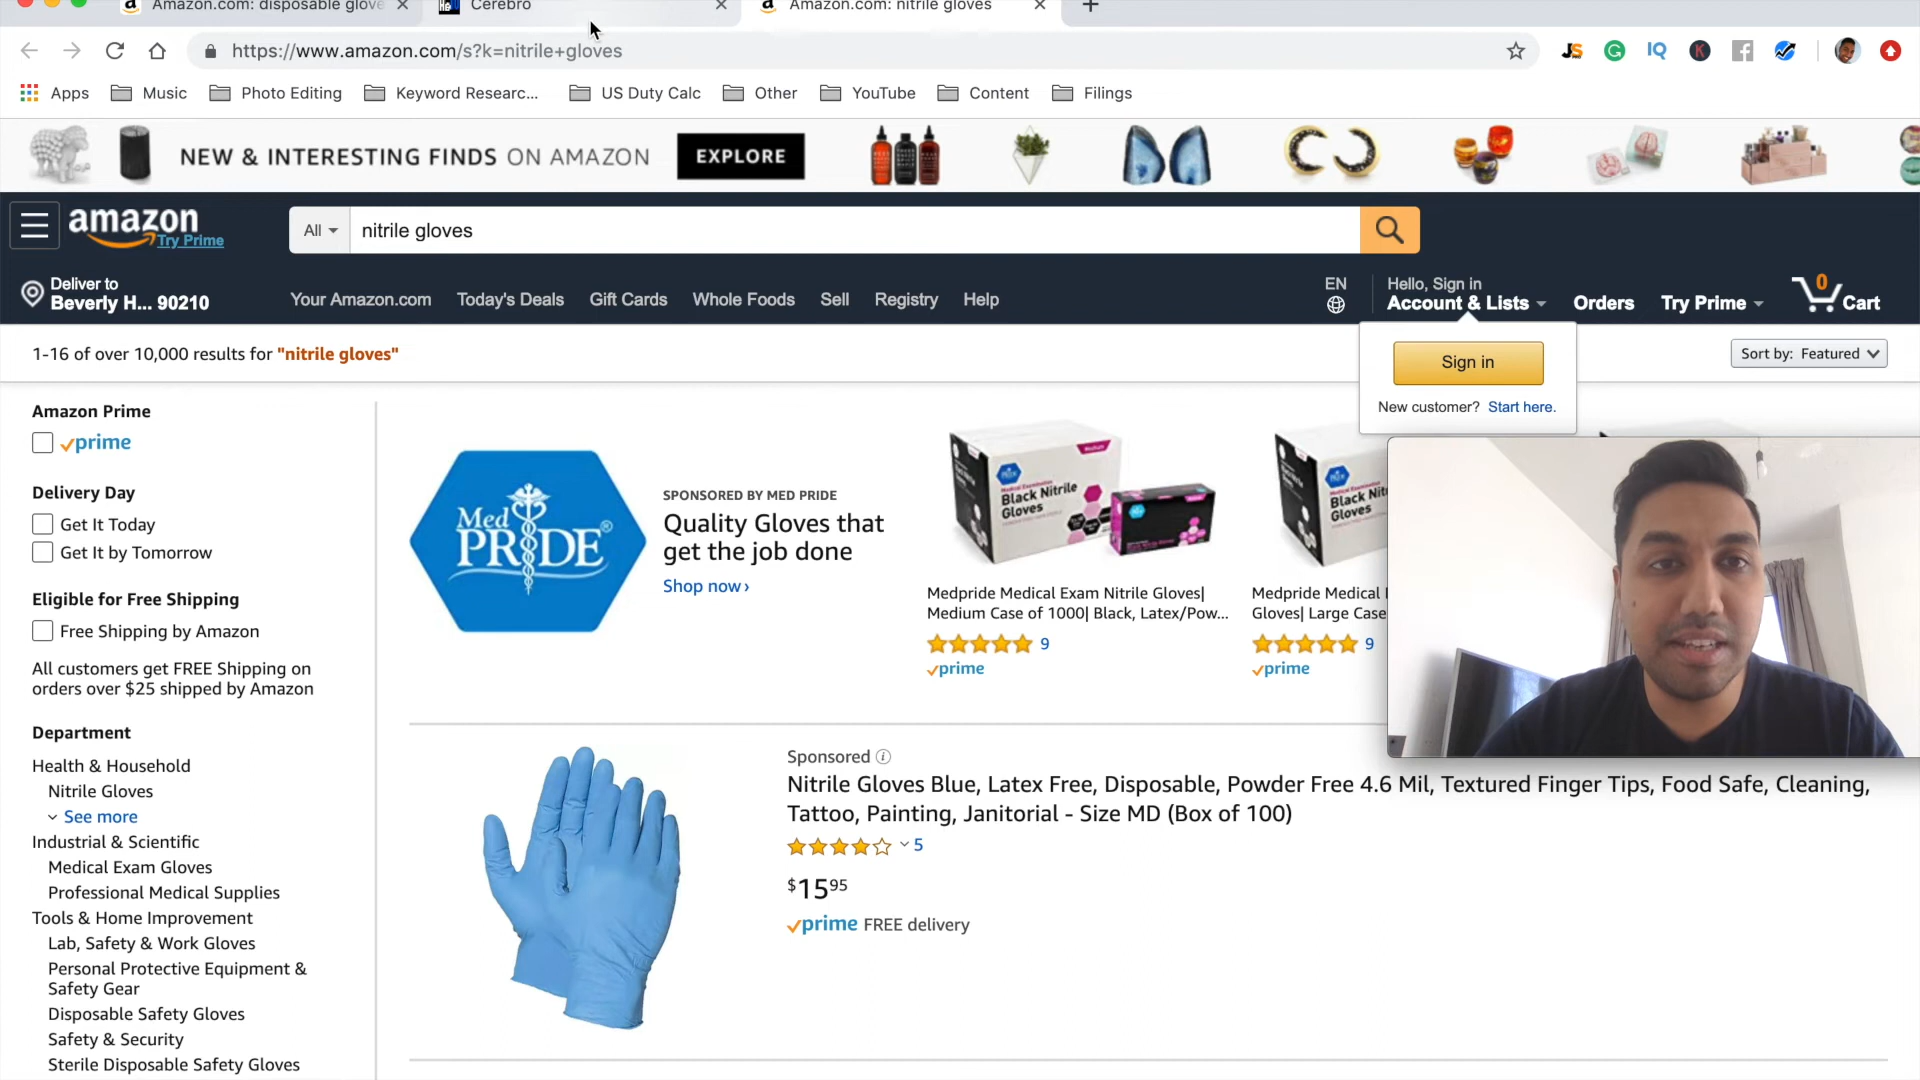 Amazon.com: disposable glove
Cerebro
Amazon.com: nitrile gloves
https://www.amazon.com/s?k=nitrile+gloves
JS
IQ
K
Apps
Music
Photo Editing
Keyword Researc...
US Duty Calc
Other
YouTube
Content
Filings
NEW & INTERESTING FINDS ON AMAZON
EXPLORE
amazon
Try Prime
All
nitrile gloves
Deliver to
Beverly H... 90210
Your Amazon.com
Today's Deals
Gift Cards
Whole Foods
Sell
Registry
Help
EN
Hello, Sign in
Account & Lists
Orders
Try Prime
0
Cart
1-16 of over 10,000 results for "nitrile gloves"
Sort by: Featured
Sign in
New customer? Start here.
Amazon Prime
prime
Delivery Day
Get It Today
Get It by Tomorrow
Eligible for Free Shipping
Free Shipping by Amazon
All customers get FREE Shipping on
orders over $25 shipped by Amazon
Department
Health & Household
Nitrile Gloves
See more
Industrial & Scientific
Medical Exam Gloves
Professional Medical Supplies
Tools & Home Improvement
Lab, Safety & Work Gloves
Personal Protective Equipment &
Safety Gear
Disposable Safety Gloves
Safety & Security
Sterile Disposable Safety Gloves
Med
PRIDE®
SPONSORED BY MED PRIDE
Quality Gloves that
get the job done
Shop now ›
Black Nitrile
Gloves
Medpride Medical Exam Nitrile Gloves|
Medium Case of 1000| Black, Latex/Pow...
9
prime
Black Nit
Gloves
Medpride Medical
Gloves| Large Case
9
prime
Sponsored
Nitrile Gloves Blue, Latex Free, Disposable, Powder Free 4.6 Mil, Textured Finger Tips, Food Safe, Cleaning,
Tattoo, Painting, Janitorial - Size MD (Box of 100)
5
$15 95
prime FREE delivery